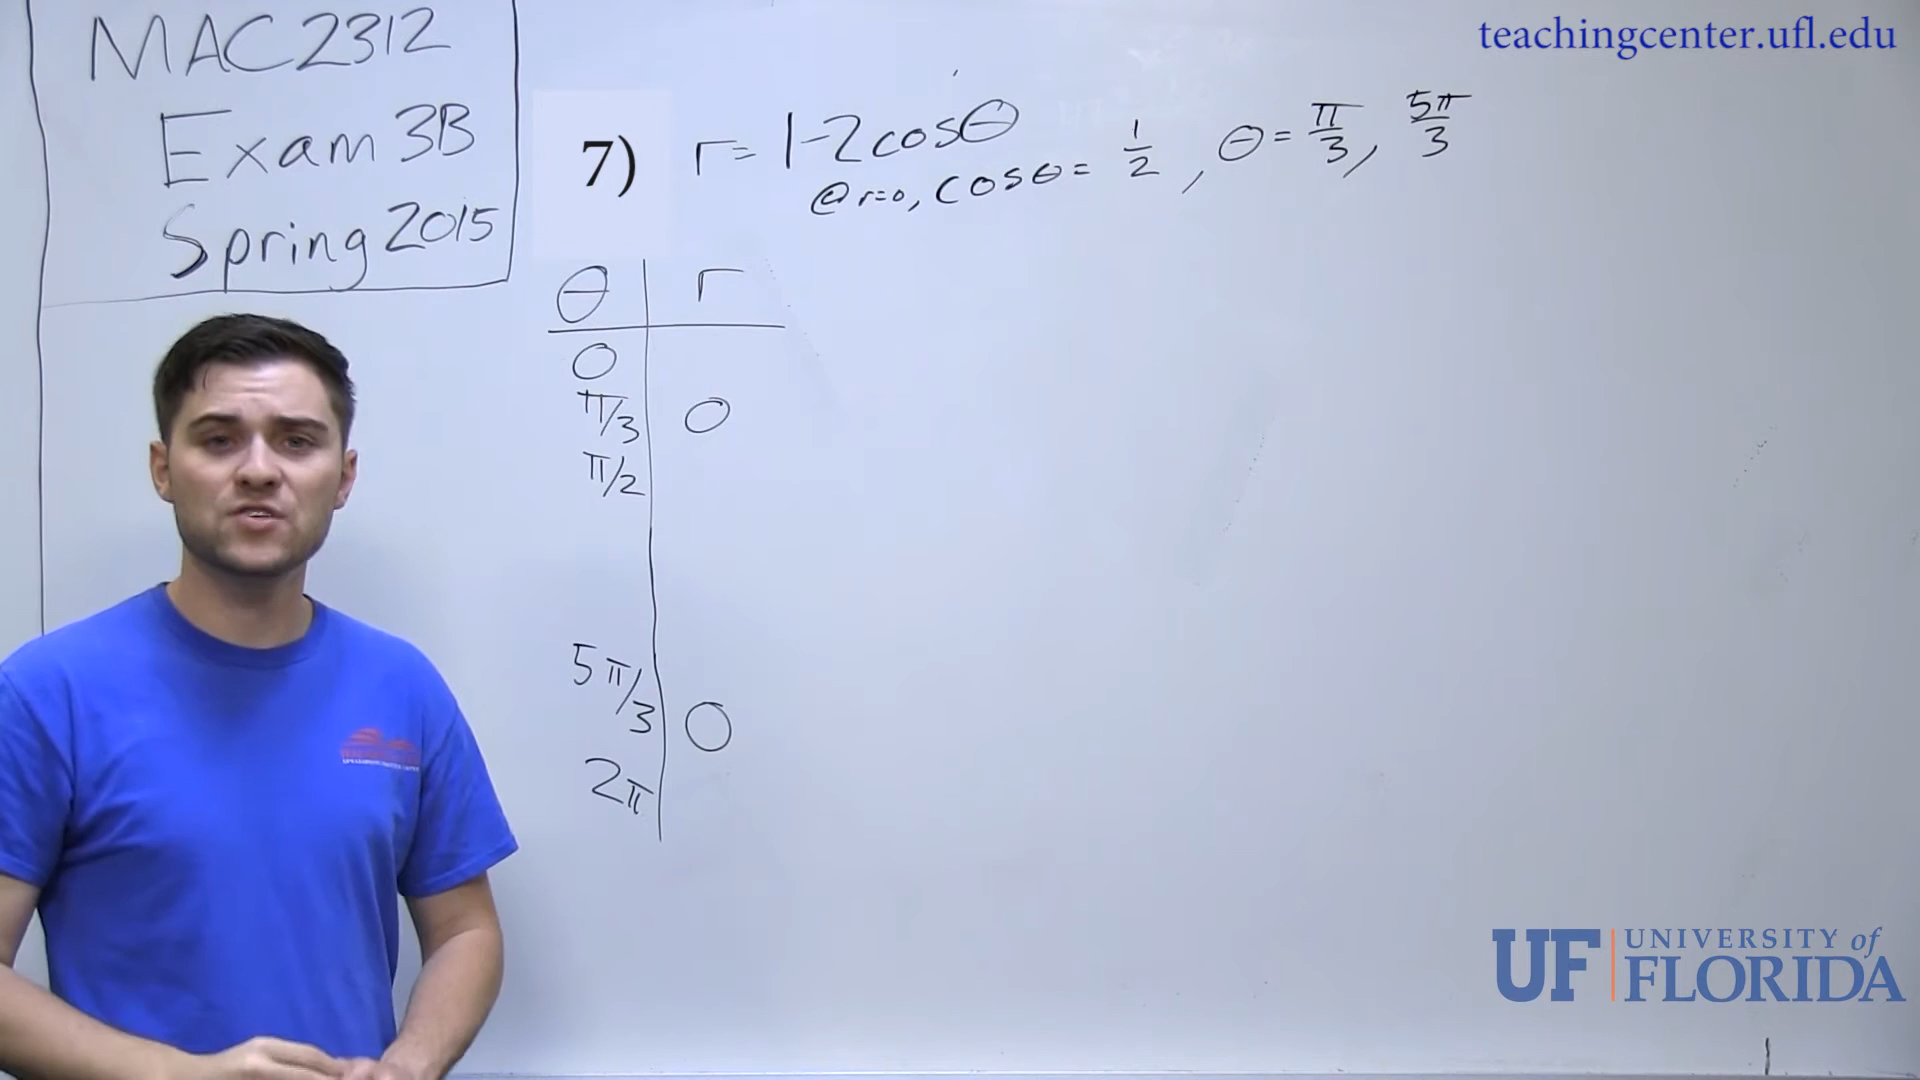 MAC2312
Exam 3B
Spring 2015
teachingcenter.ufl.edu
7) r = 1-2cosθ
@ r=0, cosθ = 1/2, θ = π/3, 5π/3
θ r
0
π/3 0
π/2
5π/3 0
2π
UF UNIVERSITY of
FLORIDA